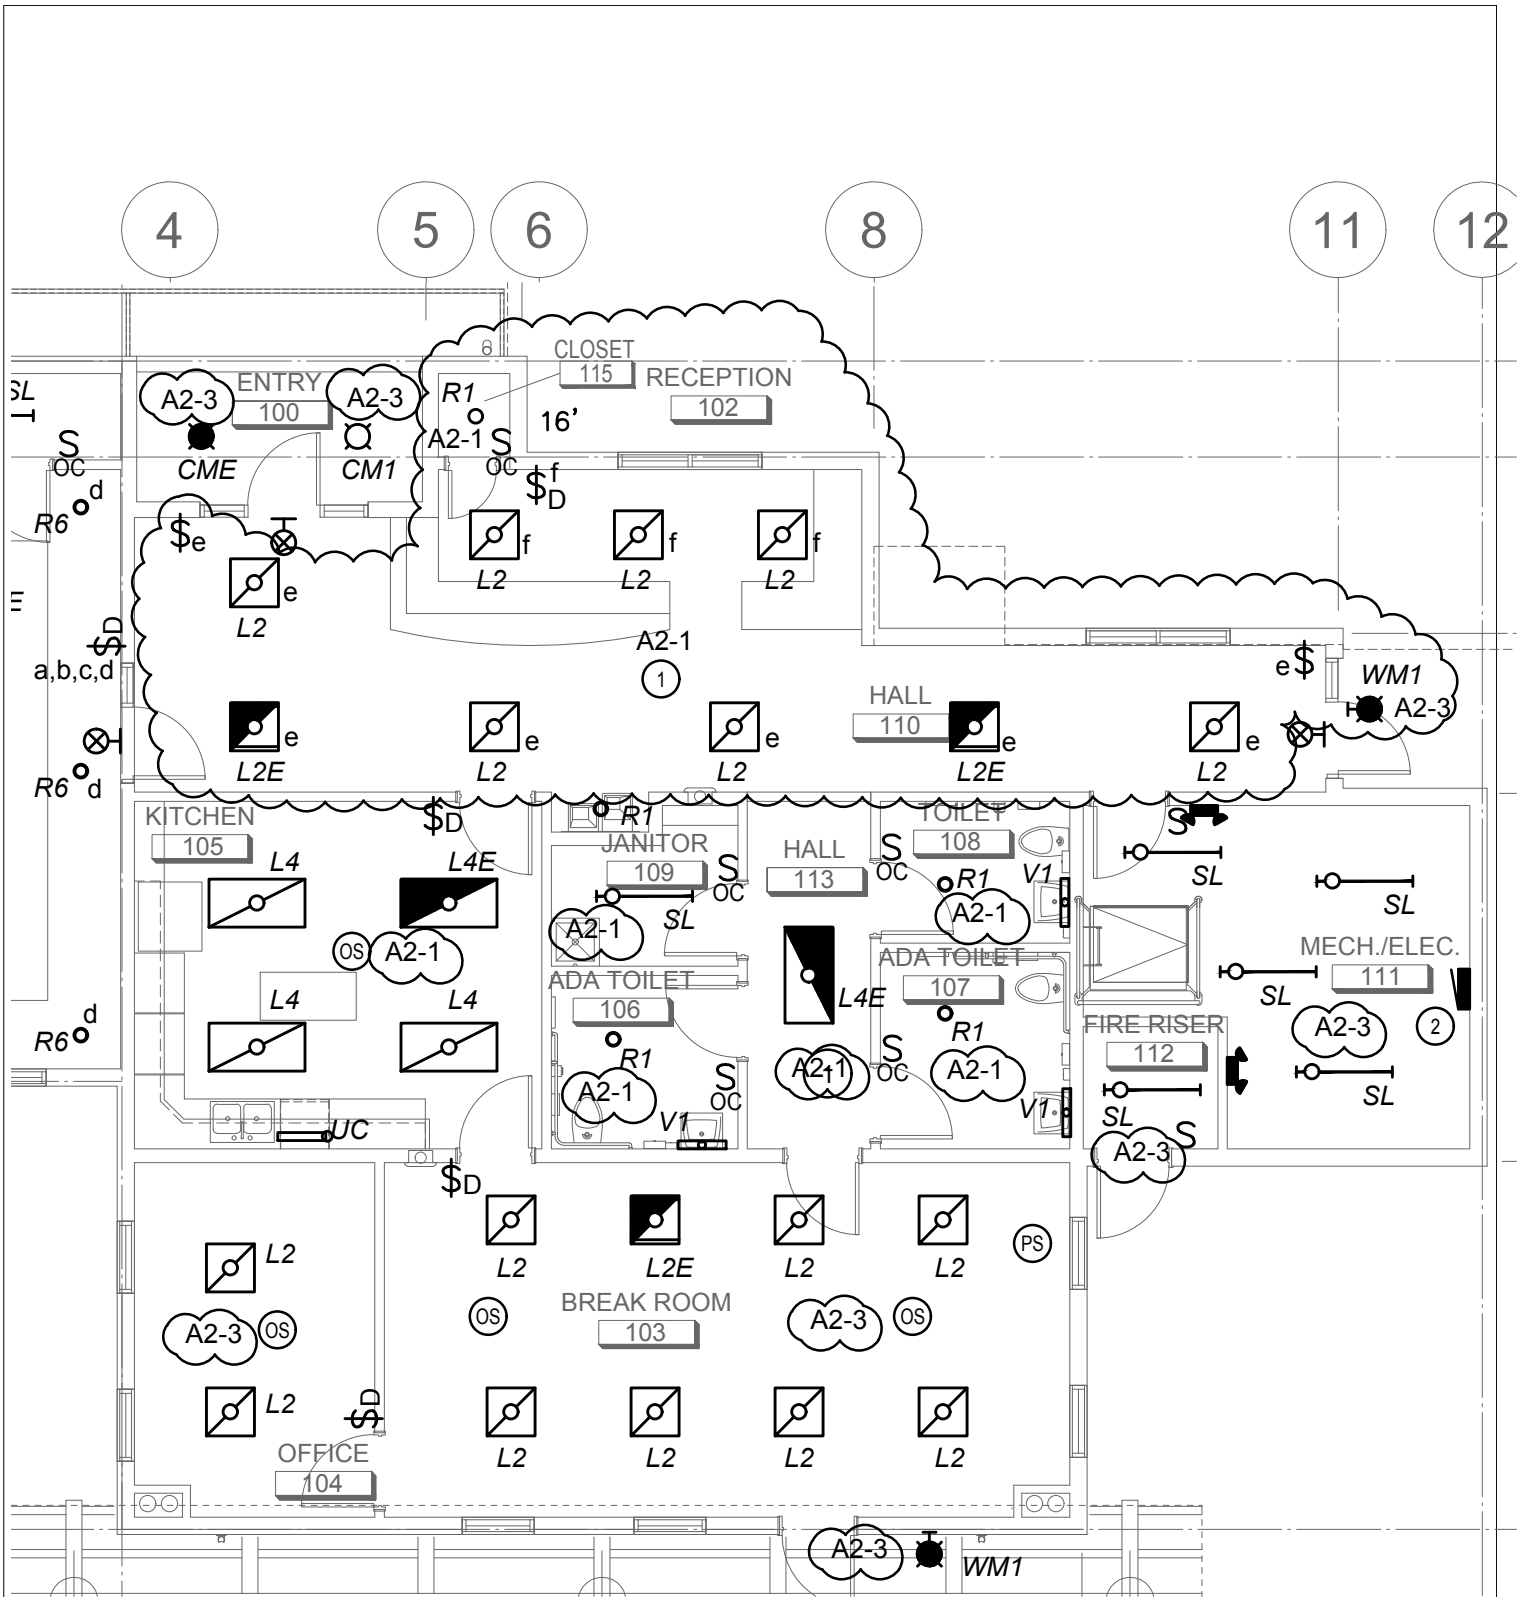 4
5
6
8
11
12
CLOSET
115
RECEPTION
102
SL
A2-3
ENTRY
100
A2-3
R1
16'
A2-1
S
OC
S
OC
CME
CM1
$
f
D
d
R6
$e
f
L2
f
L2
f
L2
e
L2
$D
a,b,c,d
A2-1
1
e$
WM1
A2-3
HALL
110
e
L2E
e
L2
e
L2
e
L2E
e
L2
R6
d
KITCHEN
105
$D
R1
JANITOR
109
HALL
113
TOILET
108
S
L4
L4E
S
OC
S
OC
R1
V1
SL
SL
SL
A2-1
A2-1
OS
A2-1
ADA TOILET
106
ADA TOILET
107
MECH./ELEC.
111
L4
L4
L4E
R1
SL
A2-3
2
d
R6
R1
FIRE RISER
112
A2-1
1
S
OC
A2-1
A2-1
S
OC
V1
V1
SL
SL
UC
A2-3
S
$D
L2
L2
L2E
L2
L2
PS
BREAK ROOM
103
OS
A2-3
OS
A2-3
OS
L2
$D
L2
L2
L2
L2
OFFICE
104
A2-3
WM1